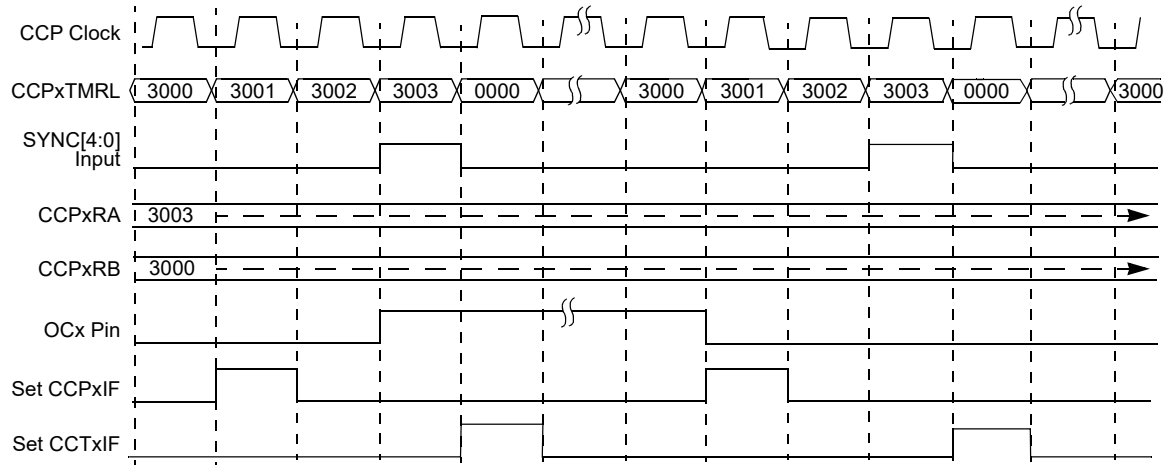 CCP Clock
CCPxTMRL 3000 3001 3002 3003 0000 3000 3001 3002 3003 0000 3000
SYNC[4:0]
Input
CCPxRA 3003
CCPxRB 3000
OCx Pin
Set CCPxIF
Set CCTxIF